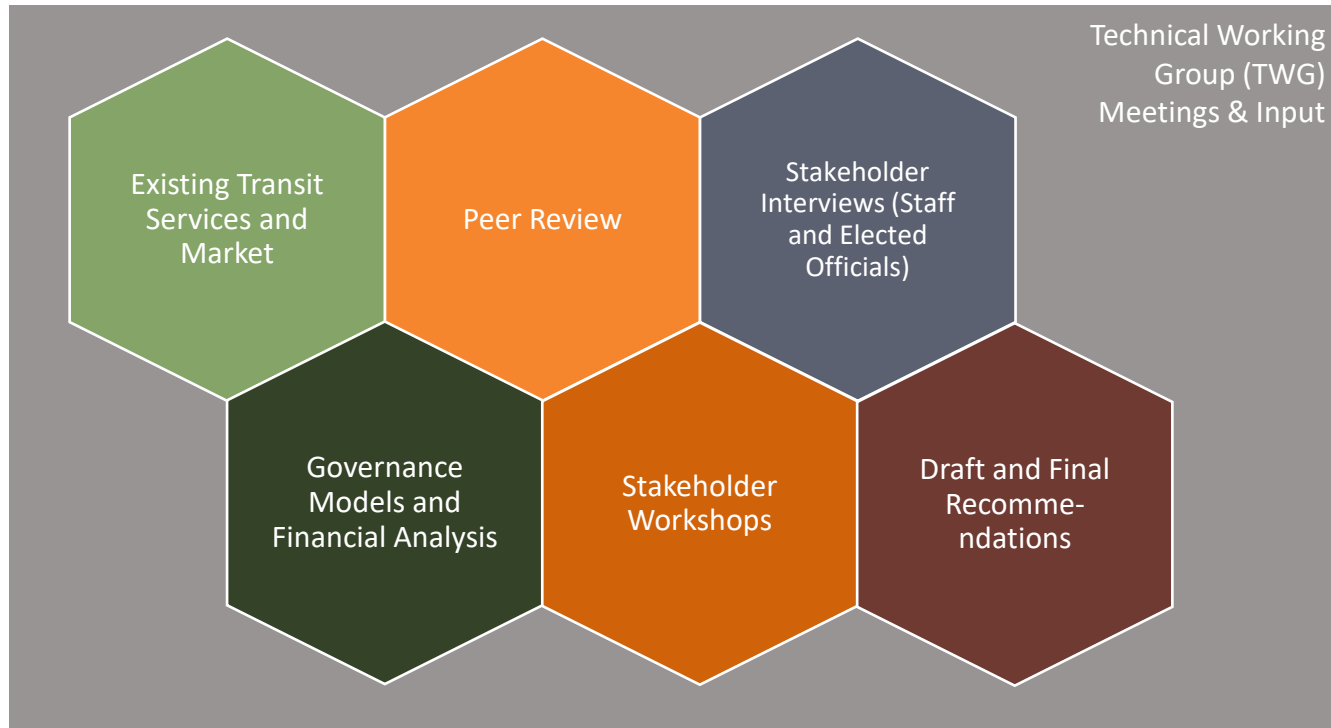 Technical Working
Group (TWG)
Meetings & Input
Existing Transit
Services and
Market
Peer Review
Stakeholder
Interviews (Staff
and Elected
Officials)
Governance
Models and
Financial Analysis
Stakeholder
Workshops
Draft and Final
Recomme-
ndations